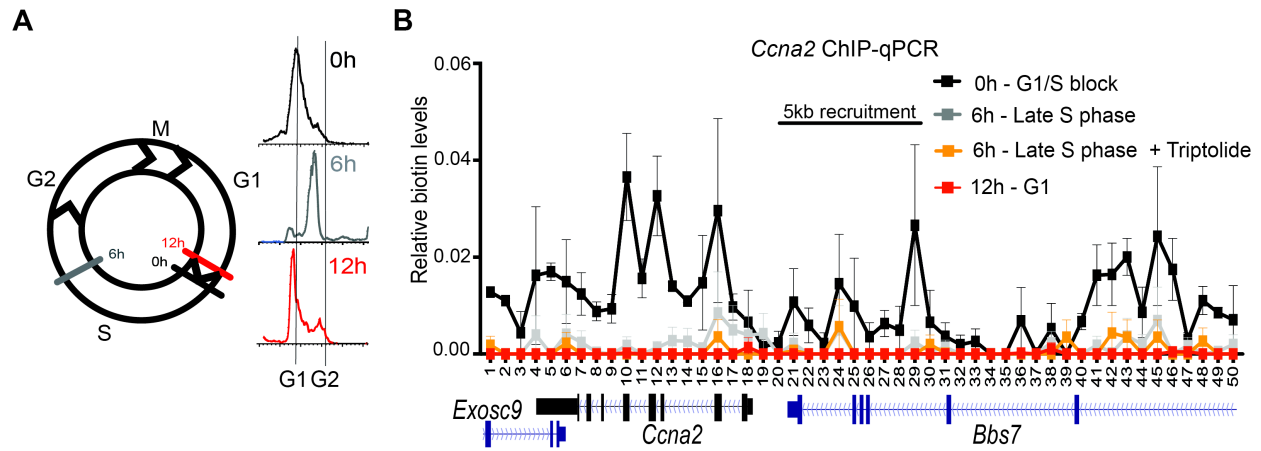 A
M
G2
G1
6h
12h
0h
S
0h
6h
12h
G1 G2
B
Ccna2 ChIP-qPCR
Relative biotin levels
0.06
0.04
0.02
0.00
5kb recruitment
0h - G1/S block
6h - Late S phase
6h - Late S phase + Triptolide
12h - G1
1 2 3 4 5 6 7 8 9 10 11 12 13 14 15 16 17 18 19 20 21 22 23 24 25 26 27 28 29 30 31 32 33 34 35 36 37 38 39 40 41 42 43 44 45 46 47 48 49 50
Exosc9
Ccna2
Bbs7